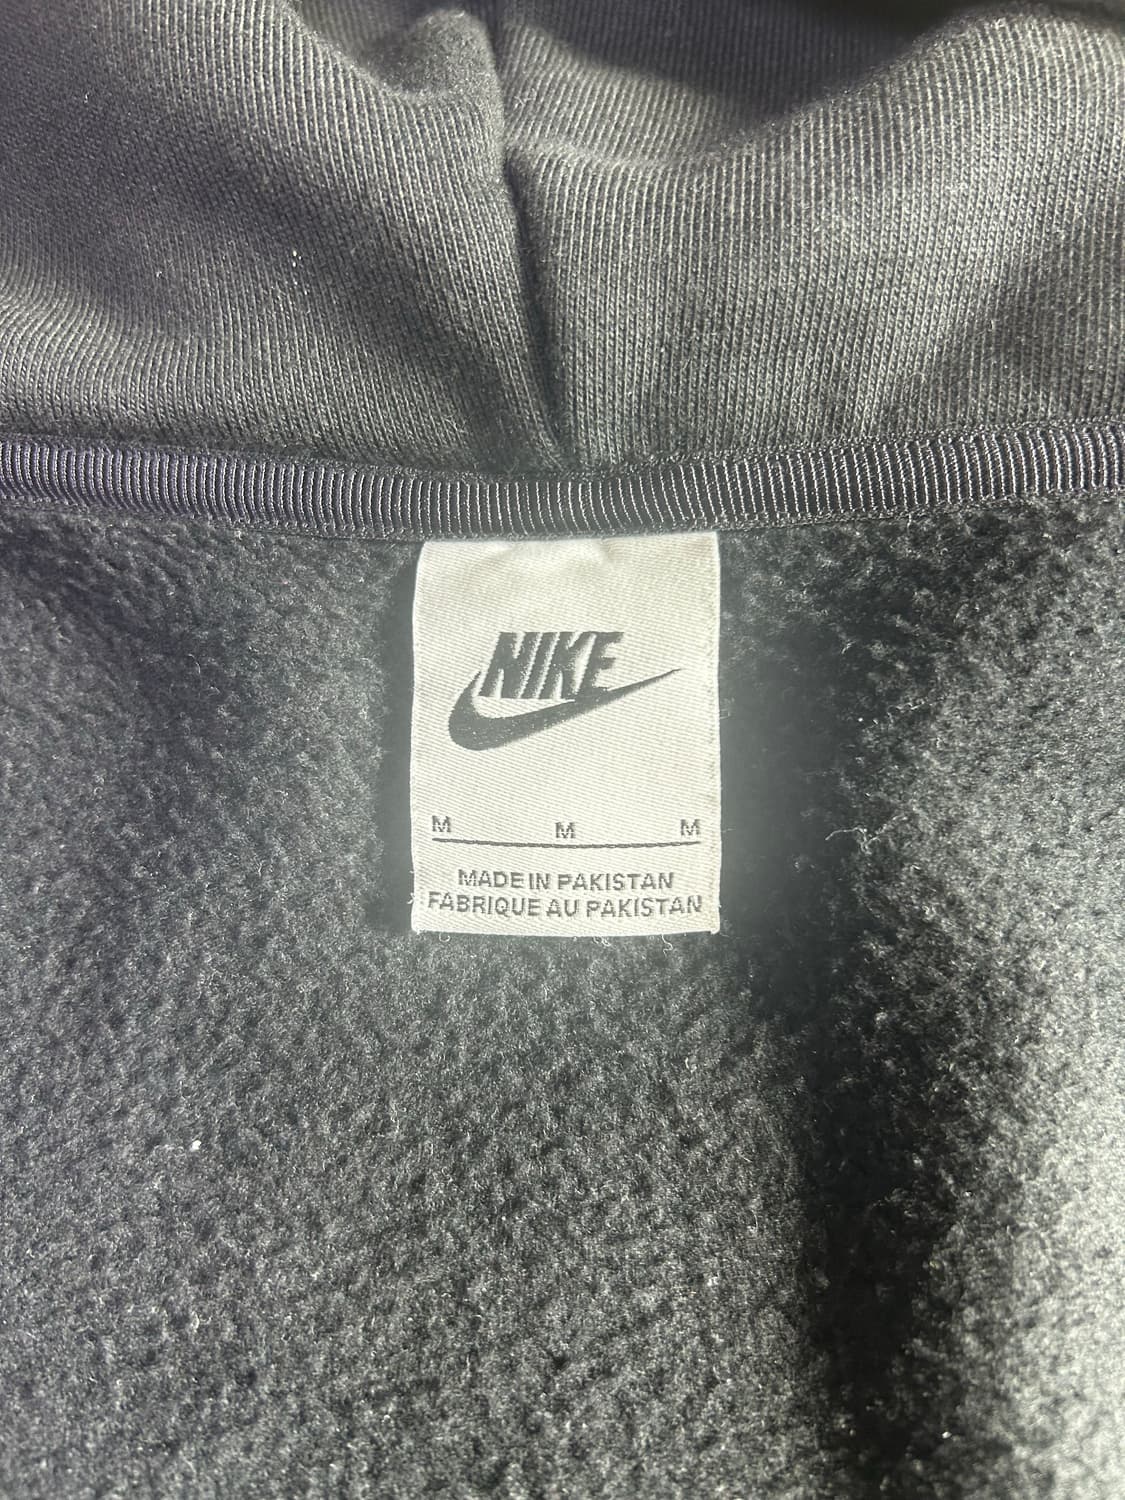 NIKE
M M M
MADE IN PAKISTAN
FABRIQUE AU PAKISTAN